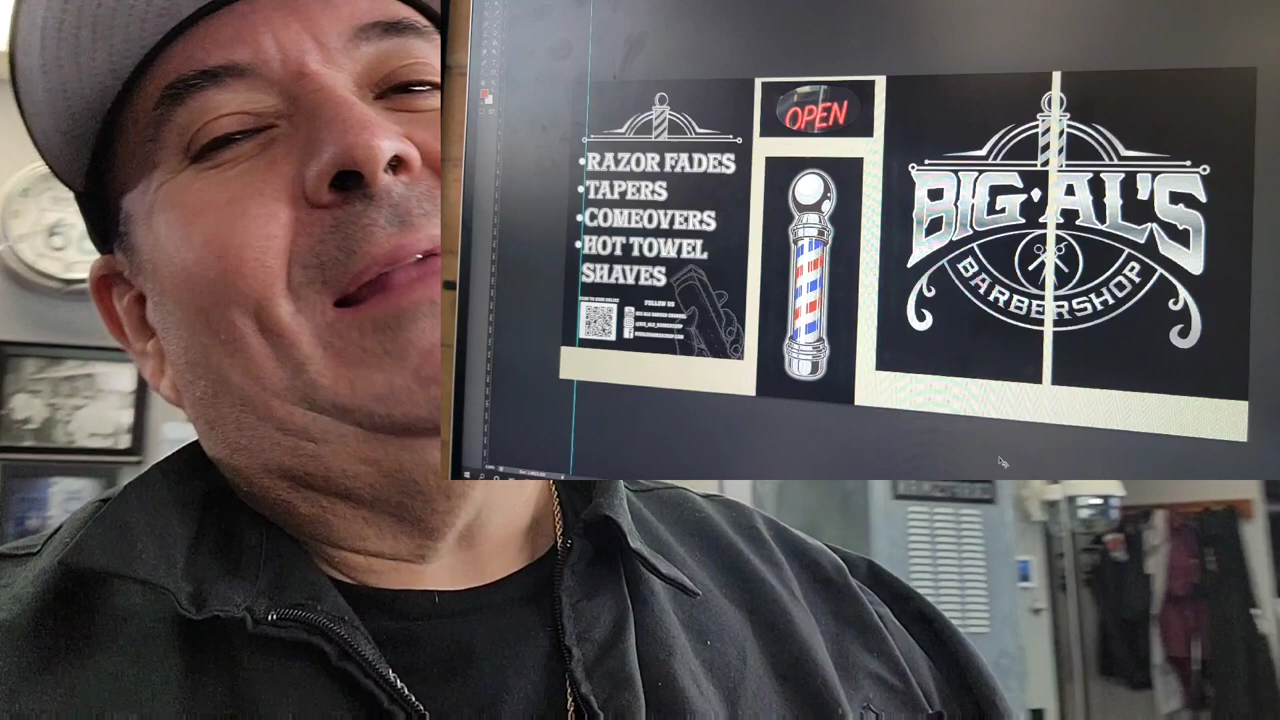 OPEN
•RAZOR FADES
•TAPERS
•COMEOVERS
•HOT TOWEL
SHAVES
FOLLOW US
BIG·AL'S
BARBERSHOP